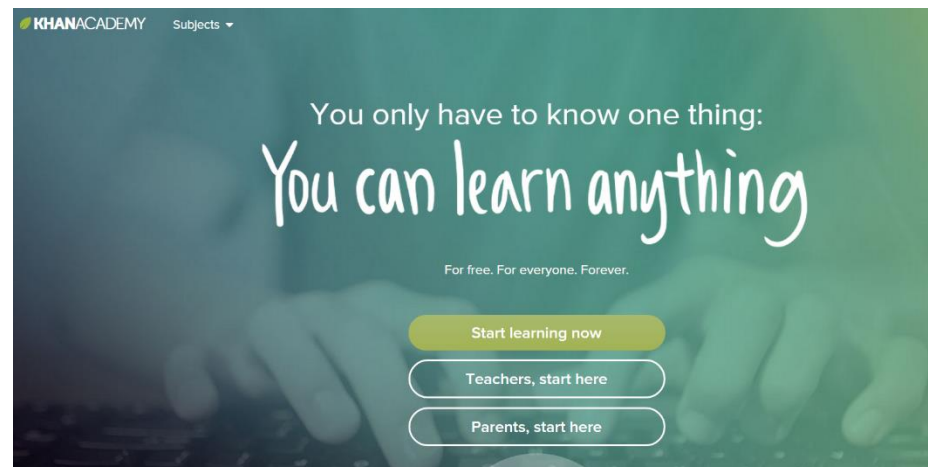 KHANACADEMY Subjects
You only have to know one thing:
You can learn anything
For free. For everyone. Forever.
Start learning now
Teachers, start here
Parents, start here